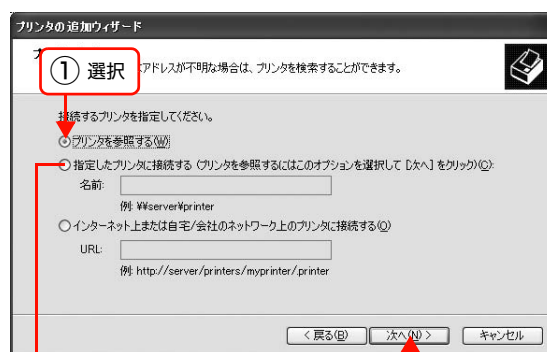 プリンタの追加ウィザード
プ
① 選択
アドレスが不明な場合は、プリンタを検索することができます。
接続するプリンタを指定してください。
プリンタを参照する(W)
指定したプリンタに接続する (プリンタを参照するにはこのオプションを選択して [次へ] をクリック)(C):
名前:
例: ¥¥server¥printer
インターネット上または自宅/会社のネットワーク上のプリンタに接続する(O)
URL:
例: http://server/printers/myprinter/.printer
< 戻る(B)
次へ(N) >
キャンセル